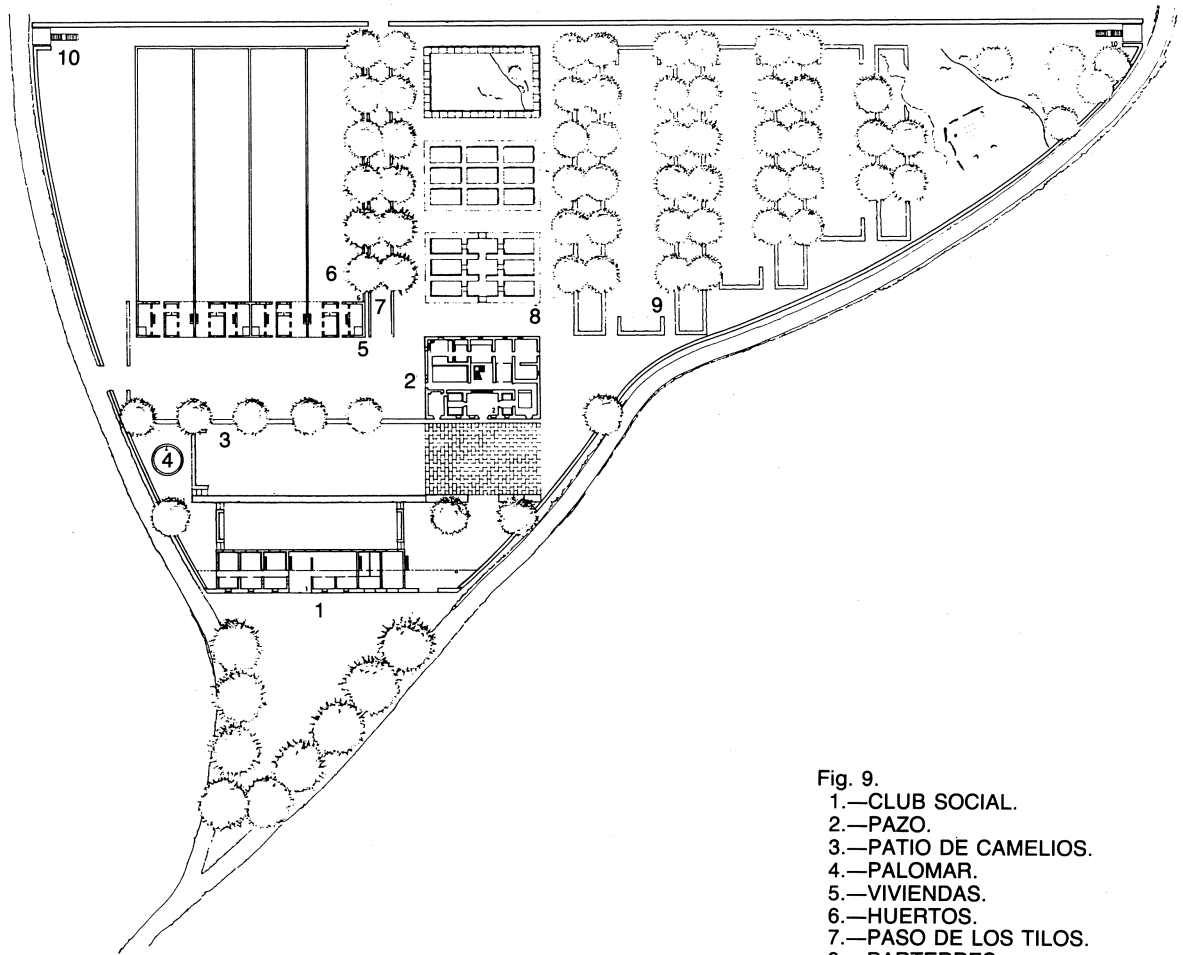 10
10
6
7
8
9
5
2
3
4
1
Fig. 9.
1.—CLUB SOCIAL.
2.—PAZO.
3.—PATIO DE CAMELIOS.
4.—PALOMAR.
5.—VIVIENDAS.
6.—HUERTOS.
7.—PASO DE LOS TILOS.